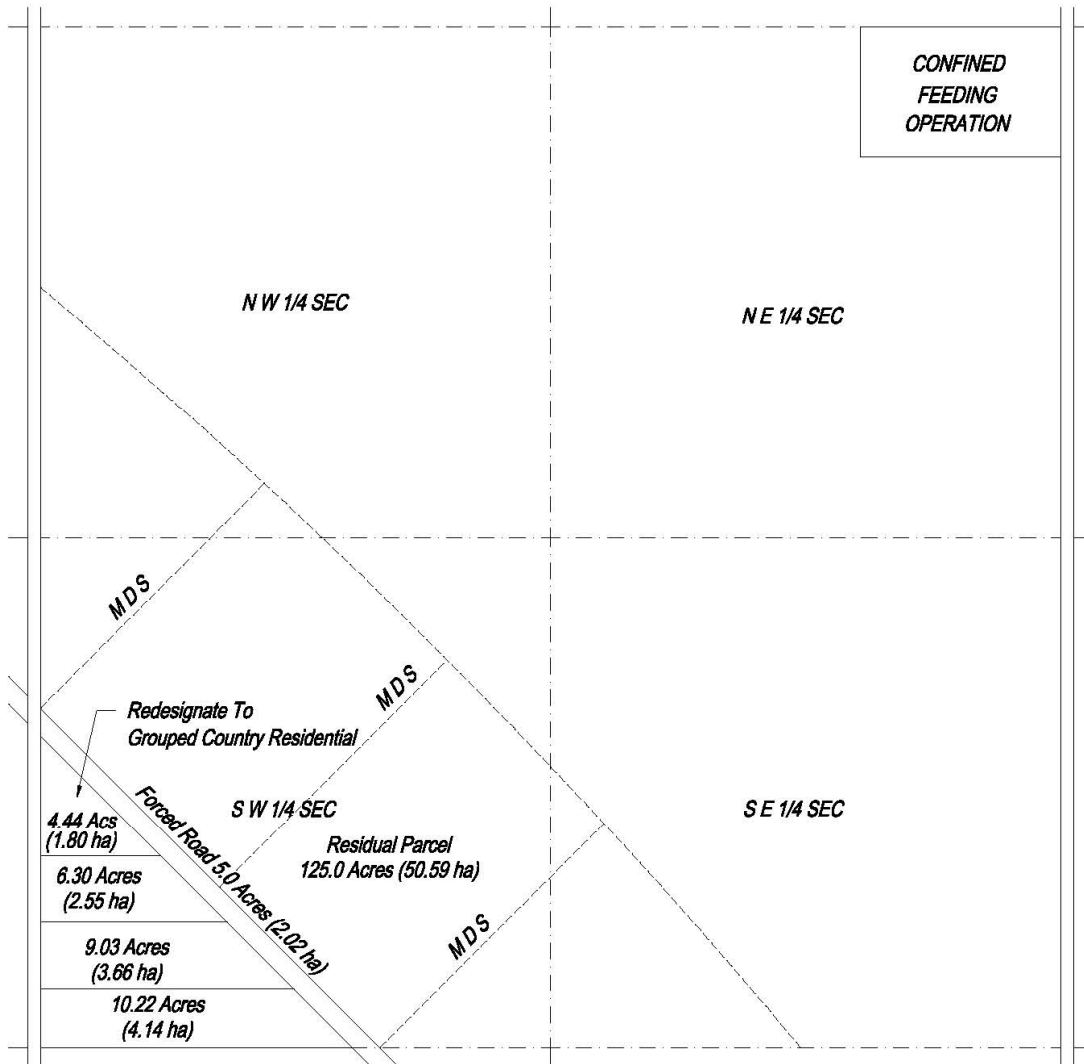 CONFINED
FEEDING
OPERATION
N W 1/4 SEC
N E 1/4 SEC
MDS
MDS
Redesignate To
Grouped Country Residential
Forced Road 5.0 Acres (2.02 ha)
S W 1/4 SEC
S E 1/4 SEC
4.44 Acs
(1.80 ha)
Residual Parcel
125.0 Acres (50.59 ha)
6.30 Acres
(2.55 ha)
MDS
9.03 Acres
(3.66 ha)
10.22 Acres
(4.14 ha)